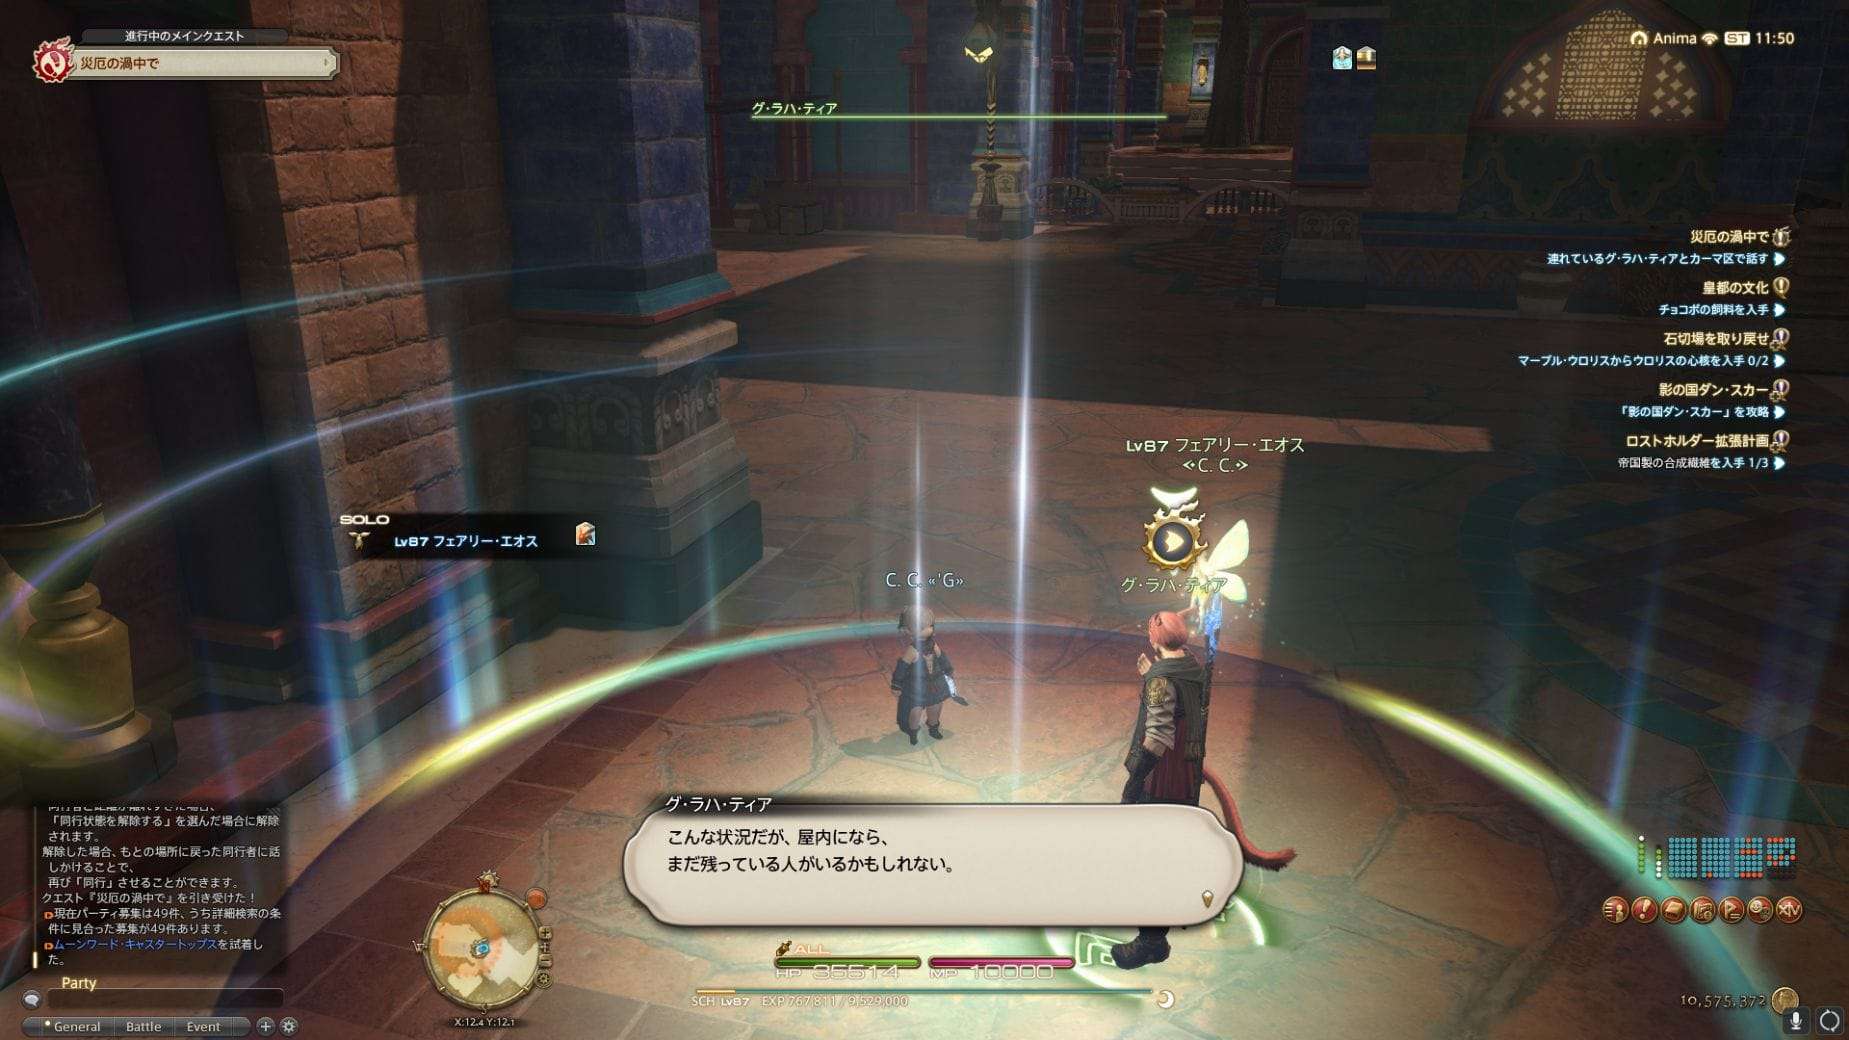 進行中のメインクエスト
災厄の渦中で
グ・ラハ・ティア
Anima ST 11:50
災厄の渦中で
連れているグ・ラハ・ティアとカーマ区で話す
皇都の文化
チョコボの飼料を入手
石切場を取り戻せ
マーブル・ウロリスからウロリスの心核を入手 0/2
影の国ダン・スカー
「影の国ダン・スカー」を攻略
ロストホルダー拡張計画
帝国製の合成繊維を入手 1/3
Lv87 フェアリー・エオス
«C. C.»
SOLO
Lv87 フェアリー・エオス
C. C. «'G»
グ・ラハ・ティア
グ・ラハ・ティア
こんな状況だが、屋内になら、
まだ残っている人がいるかもしれない。
「同行状態を解除する」を選んだ場合に解除
されます。
解除した場合、もとの場所に戻った同行者に話
しかけることで、
再び「同行」させることができます。
クエスト『災厄の渦中で』を引き受けた！
現在パーティ募集は49件、うち詳細検索の条
件に見合った募集が49件あります。
ムーンワード・キャスタートップスを試着し
た。
Party
General Battle Event
X:12.4 Y:12.1
ALL
HP 35514 MP 10000
SCH Lv87 EXP 767,811 / 9,529,000
10,575,372